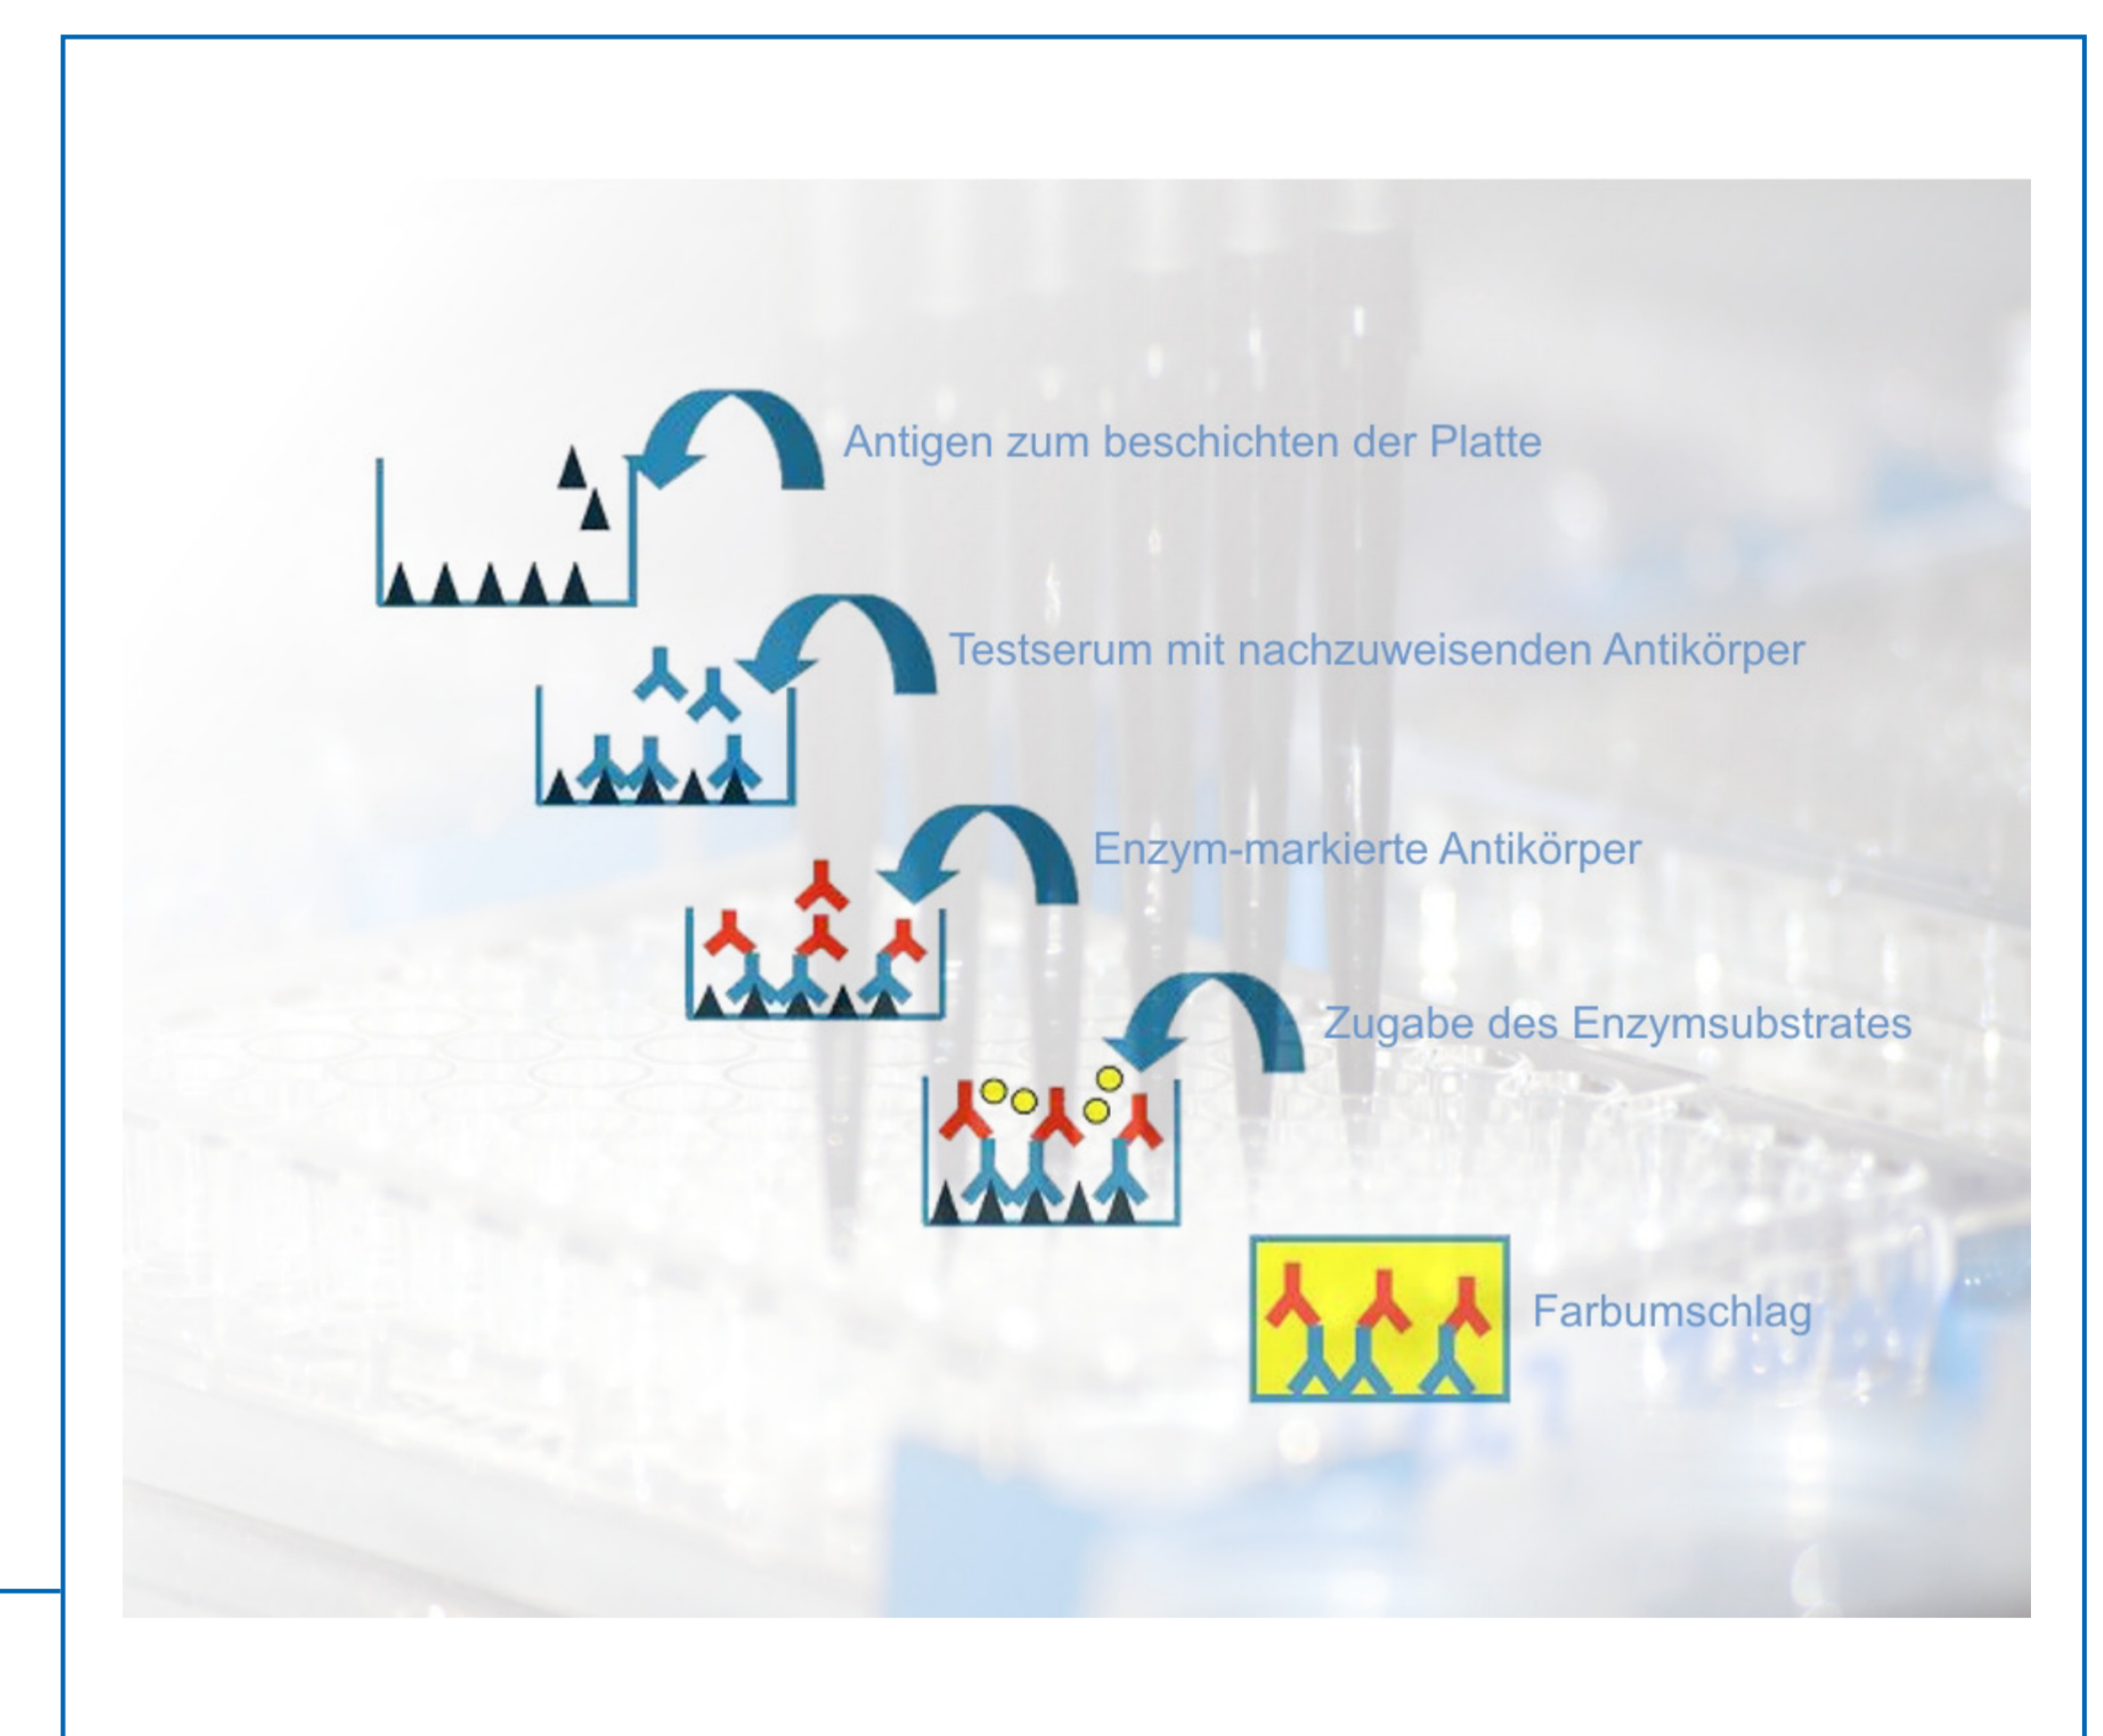 Antigen zum beschichten der Platte
Testserum mit nachzuweisenden Antikörper
Enzym-markierte Antikörper
Zugabe des Enzymsubstrates
Farbumschlag